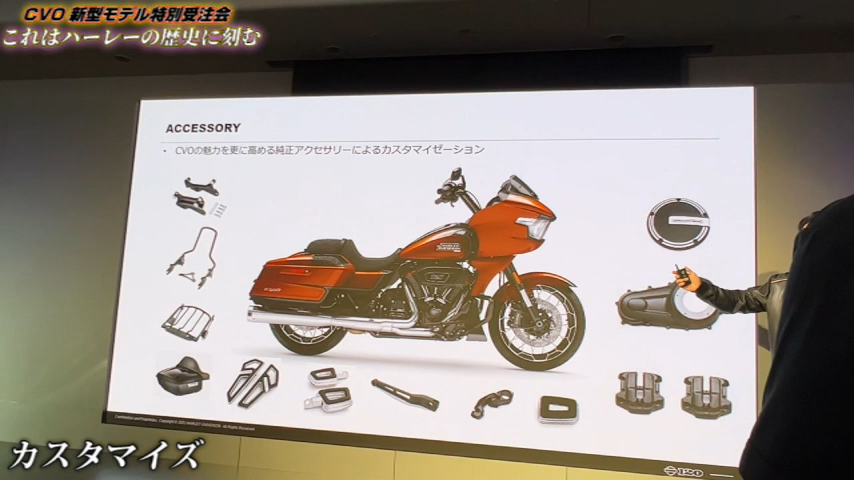 CVO 新型モデル特別受注会
これはハーレーの歴史に刻む
ACCESSORY
• CVOの魅力を更に高める純正アクセサリーによるカスタマイゼーション
120
カスタマイズ